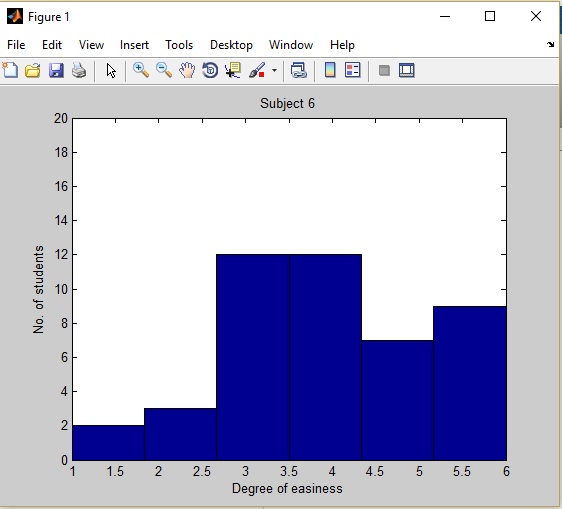 Figure 1
File Edit View Insert Tools Desktop Window Help
Subject 6
20
18
16
14
12
10
8
6
4
2
0
No. of students
1 1.5 2 2.5 3 3.5 4 4.5 5 5.5 6
Degree of easiness